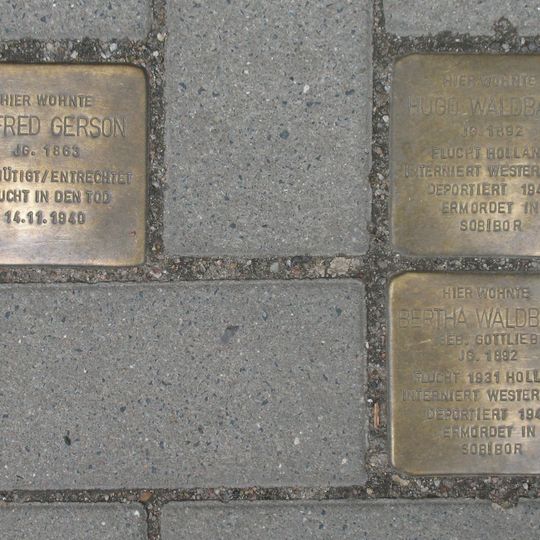 HIER WOHNTE
FRED GERSON
JG. 1863
MÜTIGT/ENTRECHTET
UCHT IN DEN TOD
14.11.1940
HIER WOHNTE
HUGO WALDBA
JG. 1892
FLUCHT HOLLAN
INTERNIERT WESTER
DEPORTIERT 194
ERMORDET IN
SOBIBOR
HIER WOHNTE
BERTHA WALDB
GEB. GOTTLIEB
JG. 1892
FLUCHT 1931 HOLL
INTERNIERT WESTER
DEPORTIERT 194
ERMORDET IN
SOBIBOR